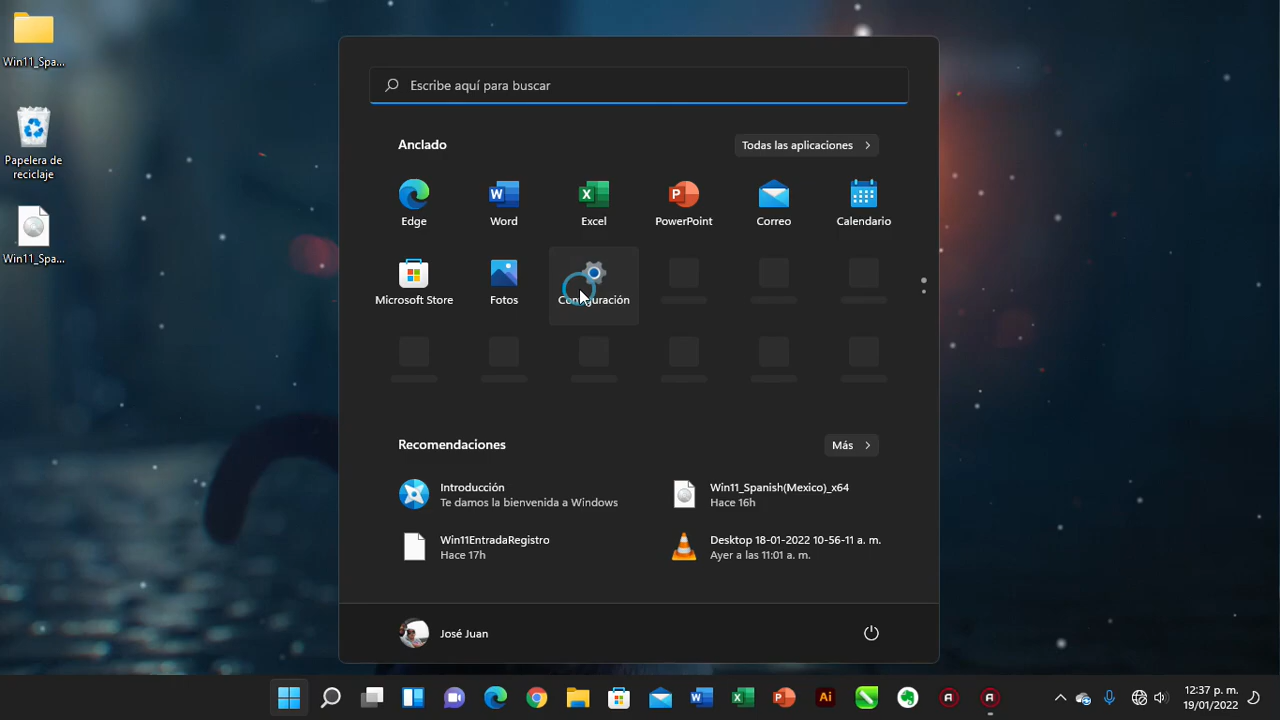 Win11_Spa...
Papelera de
reciclaje
Win11_Spa...
Escribe aquí para buscar
Anclado
Todas las aplicaciones
Edge
Word
Excel
PowerPoint
Correo
Calendario
Microsoft Store
Fotos
Configuración
Recomendaciones
Más
Introducción
Te damos la bienvenida a Windows
Win11_Spanish(Mexico)_x64
Hace 16h
Win11EntradaRegistro
Hace 17h
Desktop 18-01-2022 10-56-11 a. m.
Ayer a las 11:01 a. m.
José Juan
12:37 p. m.
19/01/2022